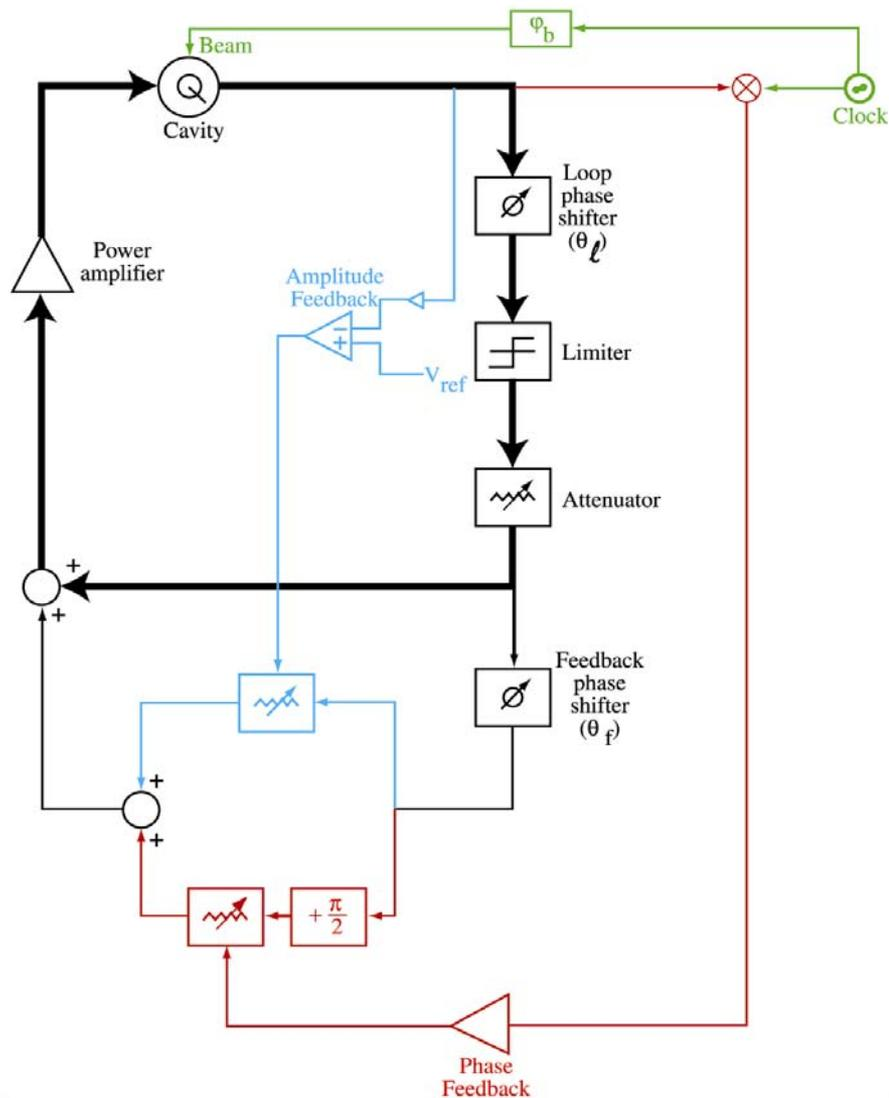 φb
Beam
Clock
Cavity
Loop
phase
shifter
(θℓ)
Power
amplifier
Amplitude
Feedback
−
+
Vref
Limiter
Attenuator
+
+
Feedback
phase
shifter
(θf)
+
+
+ π/2
Phase
Feedback